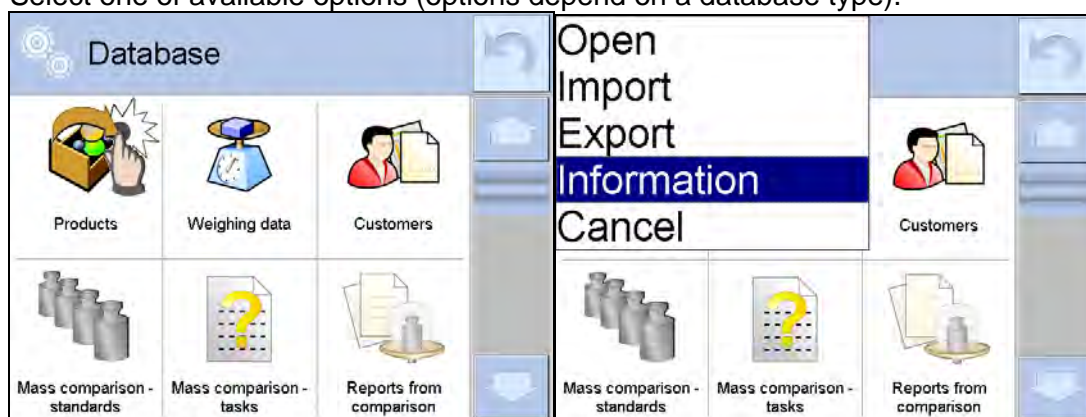 Select one of available options (options depend on a database type):
Database
Products
Weighing data
Customers
Mass comparison -
standards
Mass comparison -
tasks
Reports from
comparison
Open
Import
Export
Information
Cancel
Customers
Mass comparison -
standards
Mass comparison -
tasks
Reports from
comparison